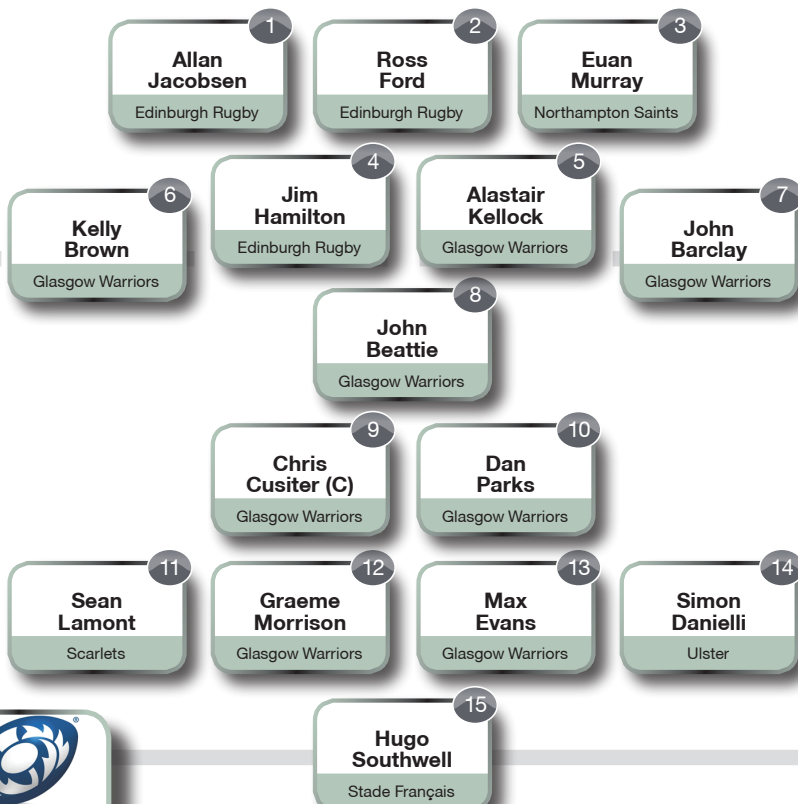 1
Allan
Jacobsen
Edinburgh Rugby
2
Ross
Ford
Edinburgh Rugby
3
Euan
Murray
Northampton Saints
4
Jim
Hamilton
Edinburgh Rugby
5
Alastair
Kellock
Glasgow Warriors
6
Kelly
Brown
Glasgow Warriors
7
John
Barclay
Glasgow Warriors
8
John
Beattie
Glasgow Warriors
9
Chris
Cusiter (C)
Glasgow Warriors
10
Dan
Parks
Glasgow Warriors
11
Sean
Lamont
Scarlets
12
Graeme
Morrison
Glasgow Warriors
13
Max
Evans
Glasgow Warriors
14
Simon
Danielli
Ulster
15
Hugo
Southwell
Stade Français
®